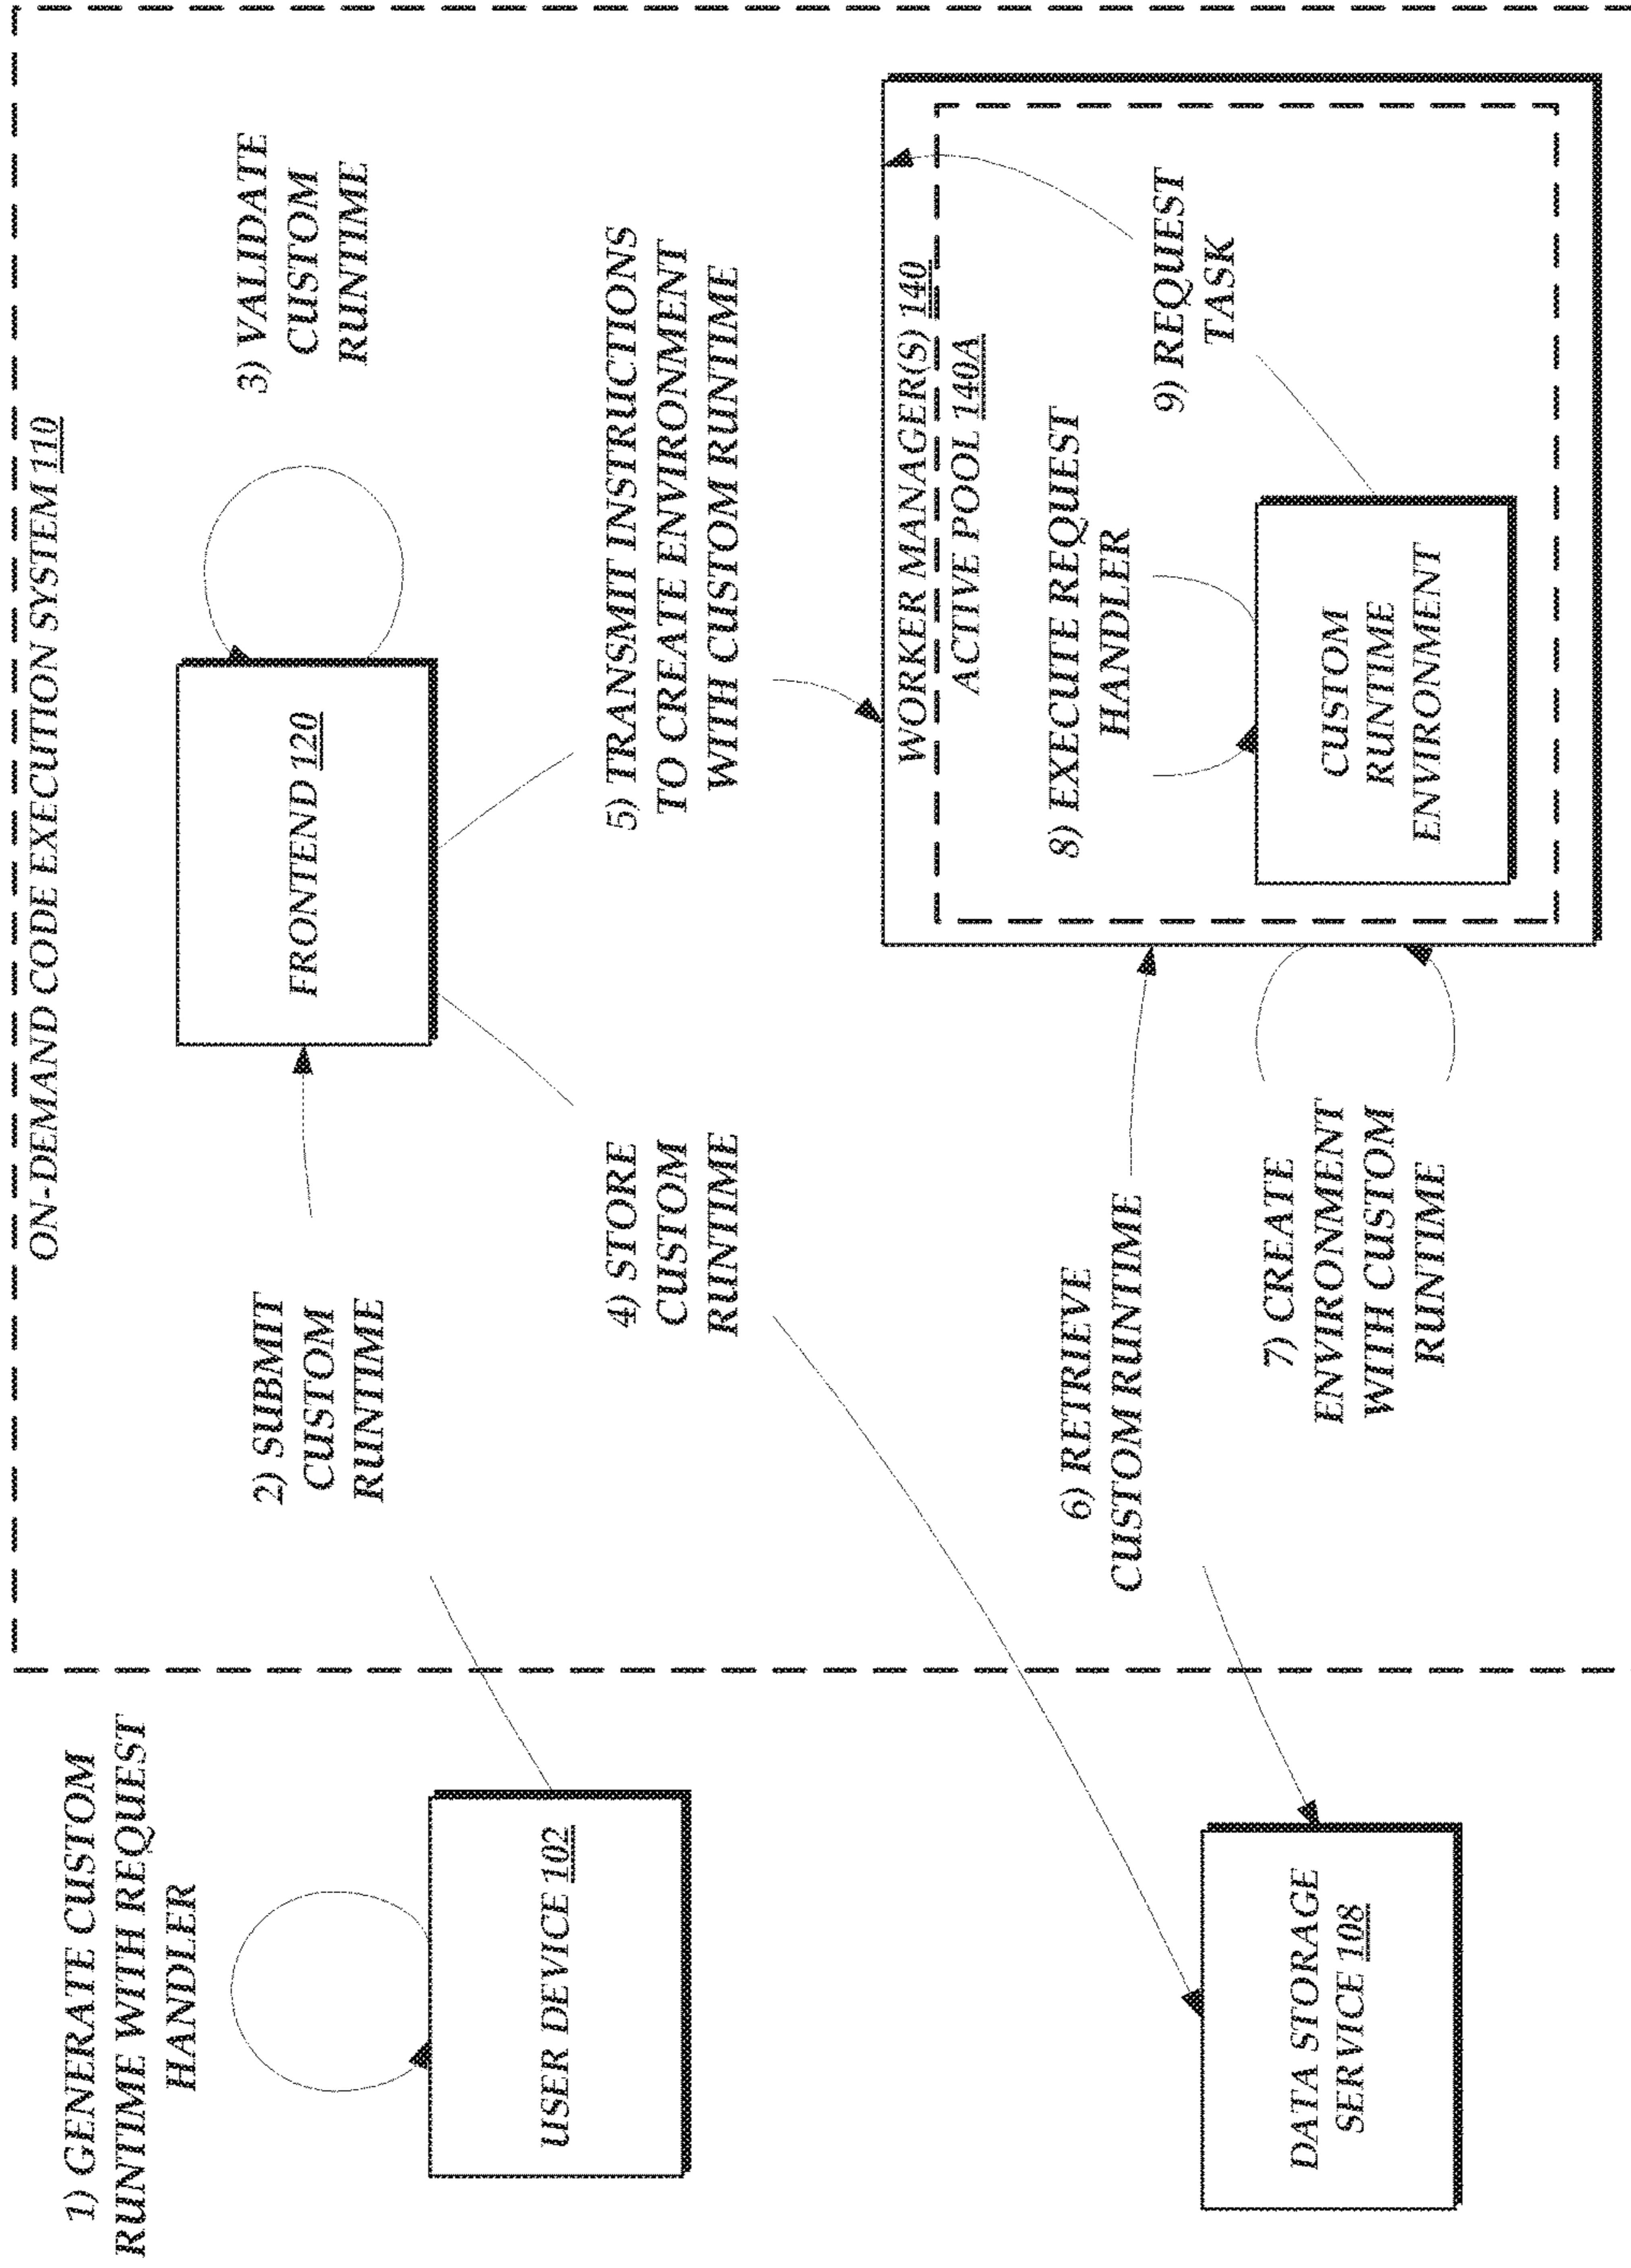 ON-DEMAND CODE EXECUTION SYSTEM 110
1) GENERATE CUSTOM
RUNTIME WITH REQUEST
HANDLER
USER DEVICE 102
2) SUBMIT
CUSTOM
RUNTIME
FRONTEND 120
3) VALIDATE
CUSTOM
RUNTIME
4) STORE
CUSTOM
RUNTIME
5) TRANSMIT INSTRUCTIONS
TO CREATE ENVIRONMENT
WITH CUSTOM RUNTIME
DATA STORAGE
SERVICE 108
6) RETRIEVE
CUSTOM RUNTIME
7) CREATE
ENVIRONMENT
WITH CUSTOM
RUNTIME
WORKER MANAGER(S) 140
ACTIVE POOL 140A
8) EXECUTE REQUEST
HANDLER
9) REQUEST
TASK
CUSTOM
RUNTIME
ENVIRONMENT